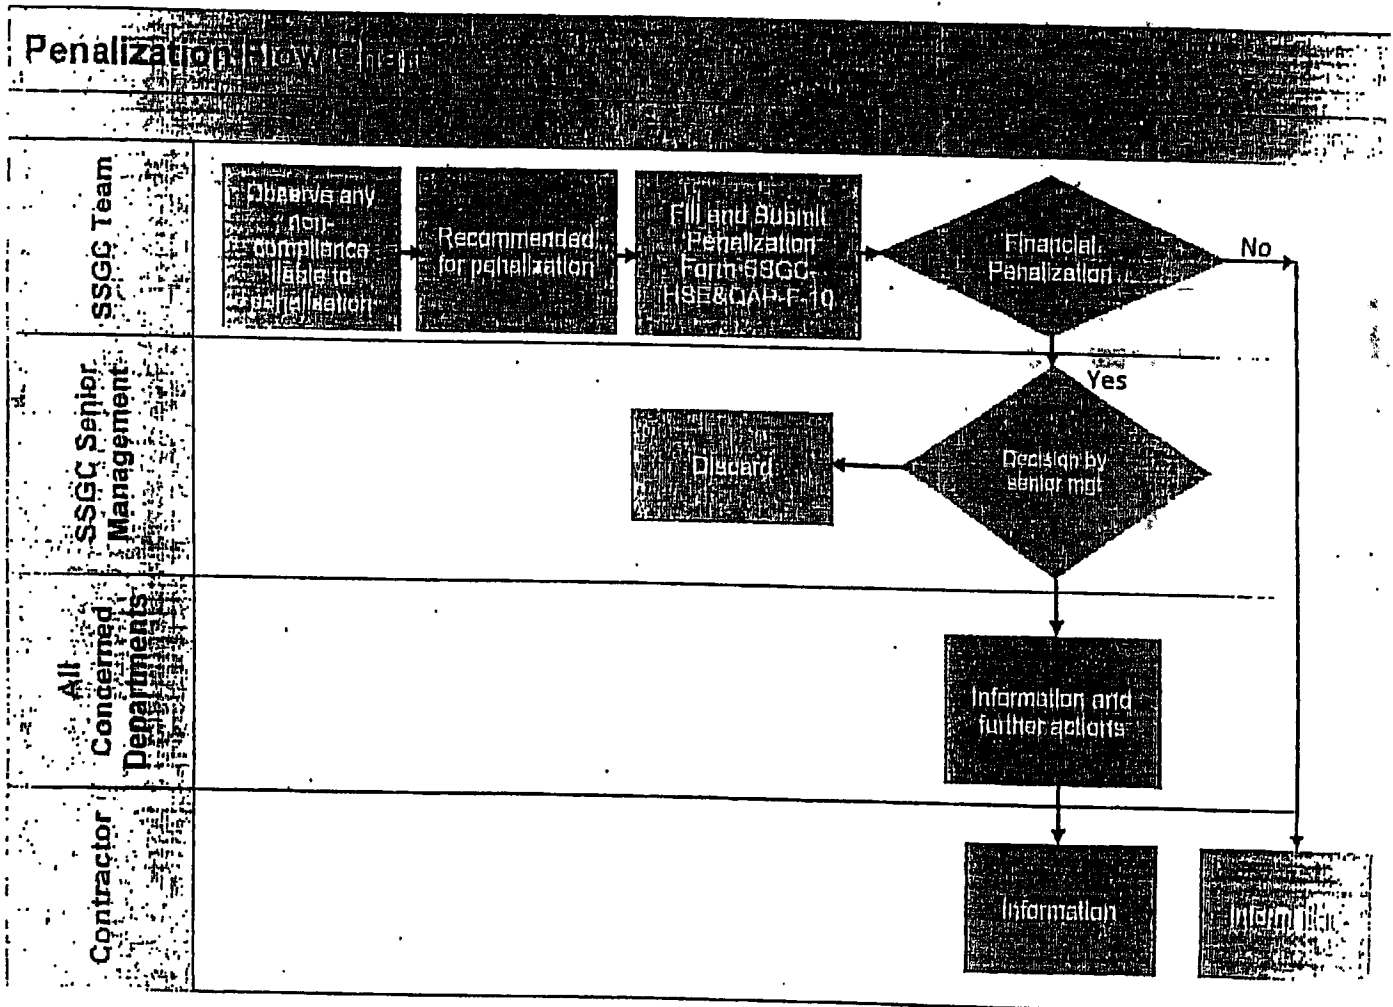 Penalization Flow Chart
SSGC Team
Observe any
non-
compliance
liable to
penalization
Recommended
for penalization
Fill and Submit
Penalization
Form SSGC-
HSE&QAP-F-10
Financial
Penalization
No
SSGC Senior
Management
Yes
Discard
Decision by
senior mgt
All
Concerned
Departments
Information and
further actions
Contractor
Information